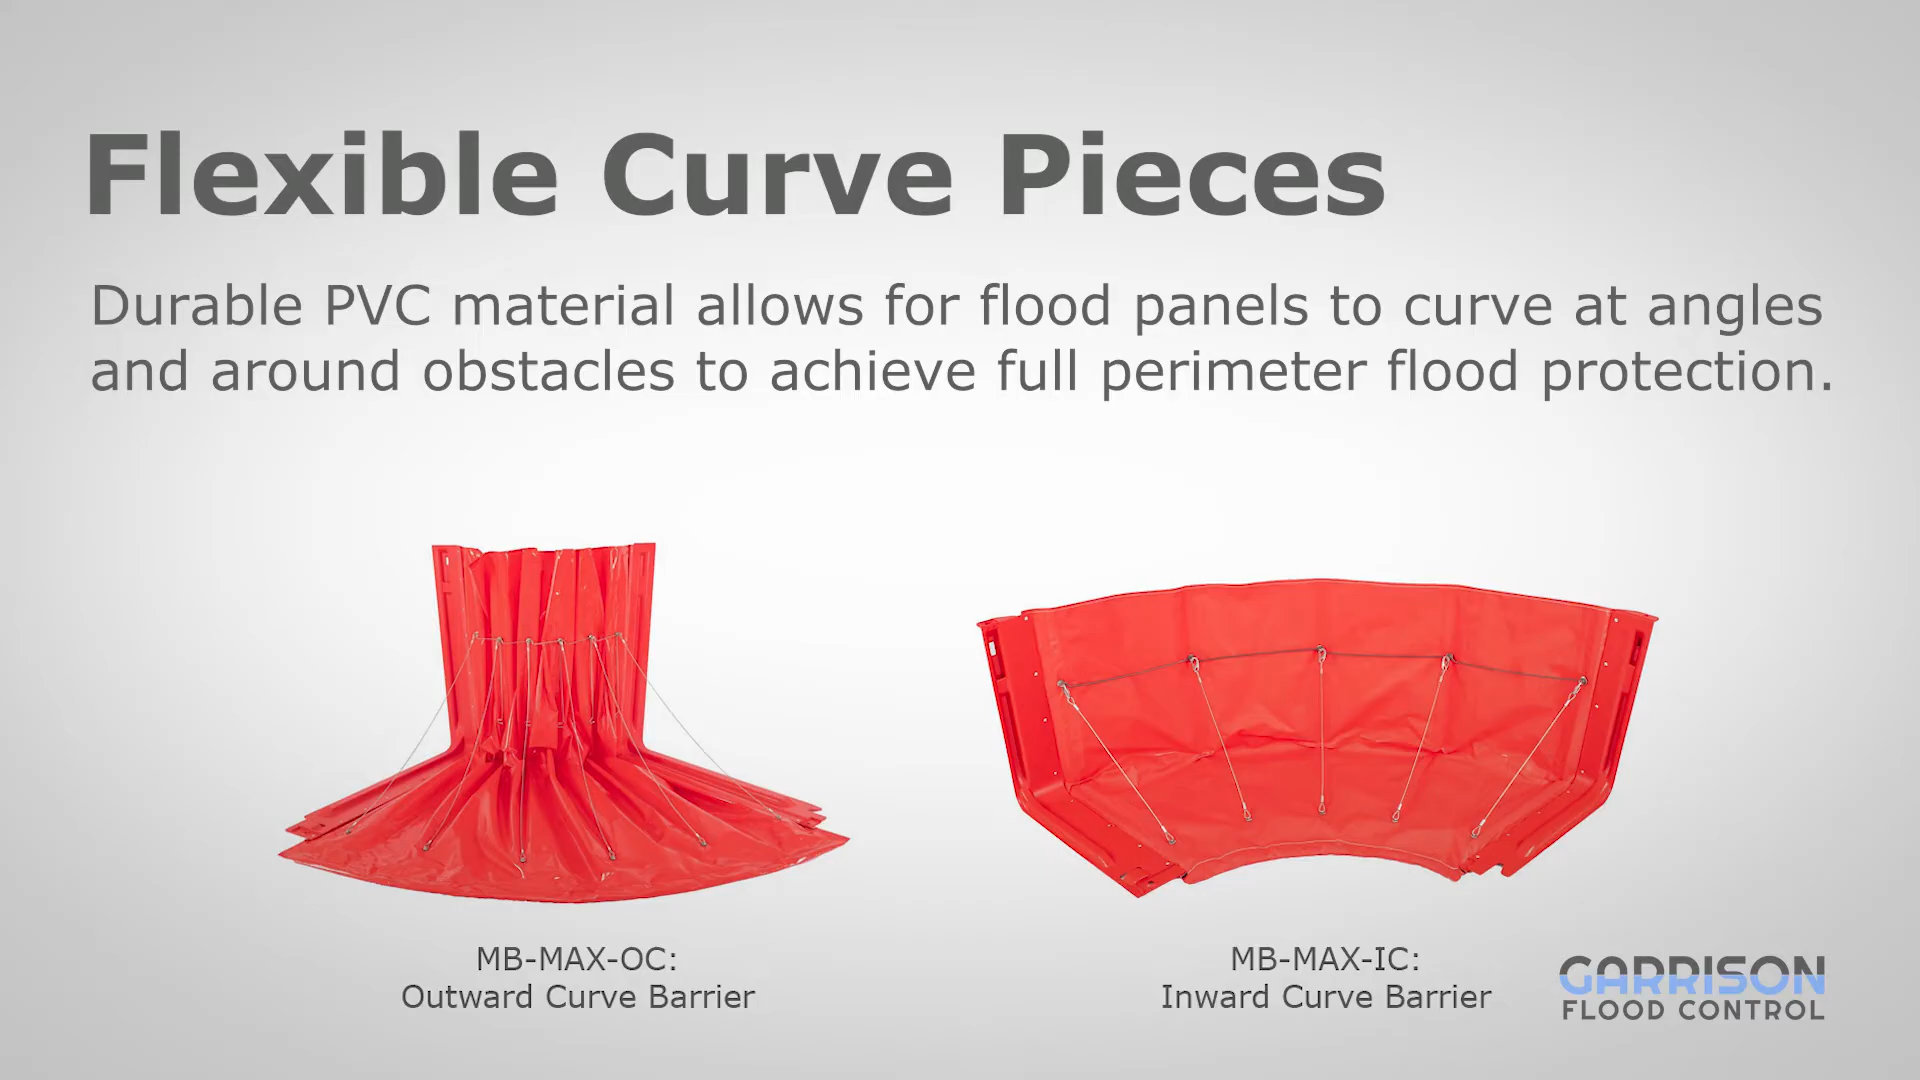 Flexible Curve Pieces
Durable PVC material allows for flood panels to curve at angles
and around obstacles to achieve full perimeter flood protection.
MB-MAX-OC:
Outward Curve Barrier
MB-MAX-IC:
Inward Curve Barrier
GARRISON
FLOOD CONTROL